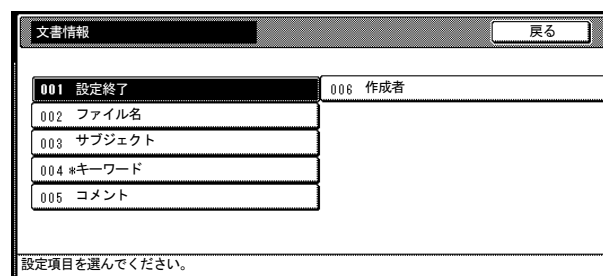 文書情報
戻る
001 設定終了
002 ファイル名
003 サブジェクト
004 *キーワード
005 コメント
006 作成者
設定項目を選んでください。